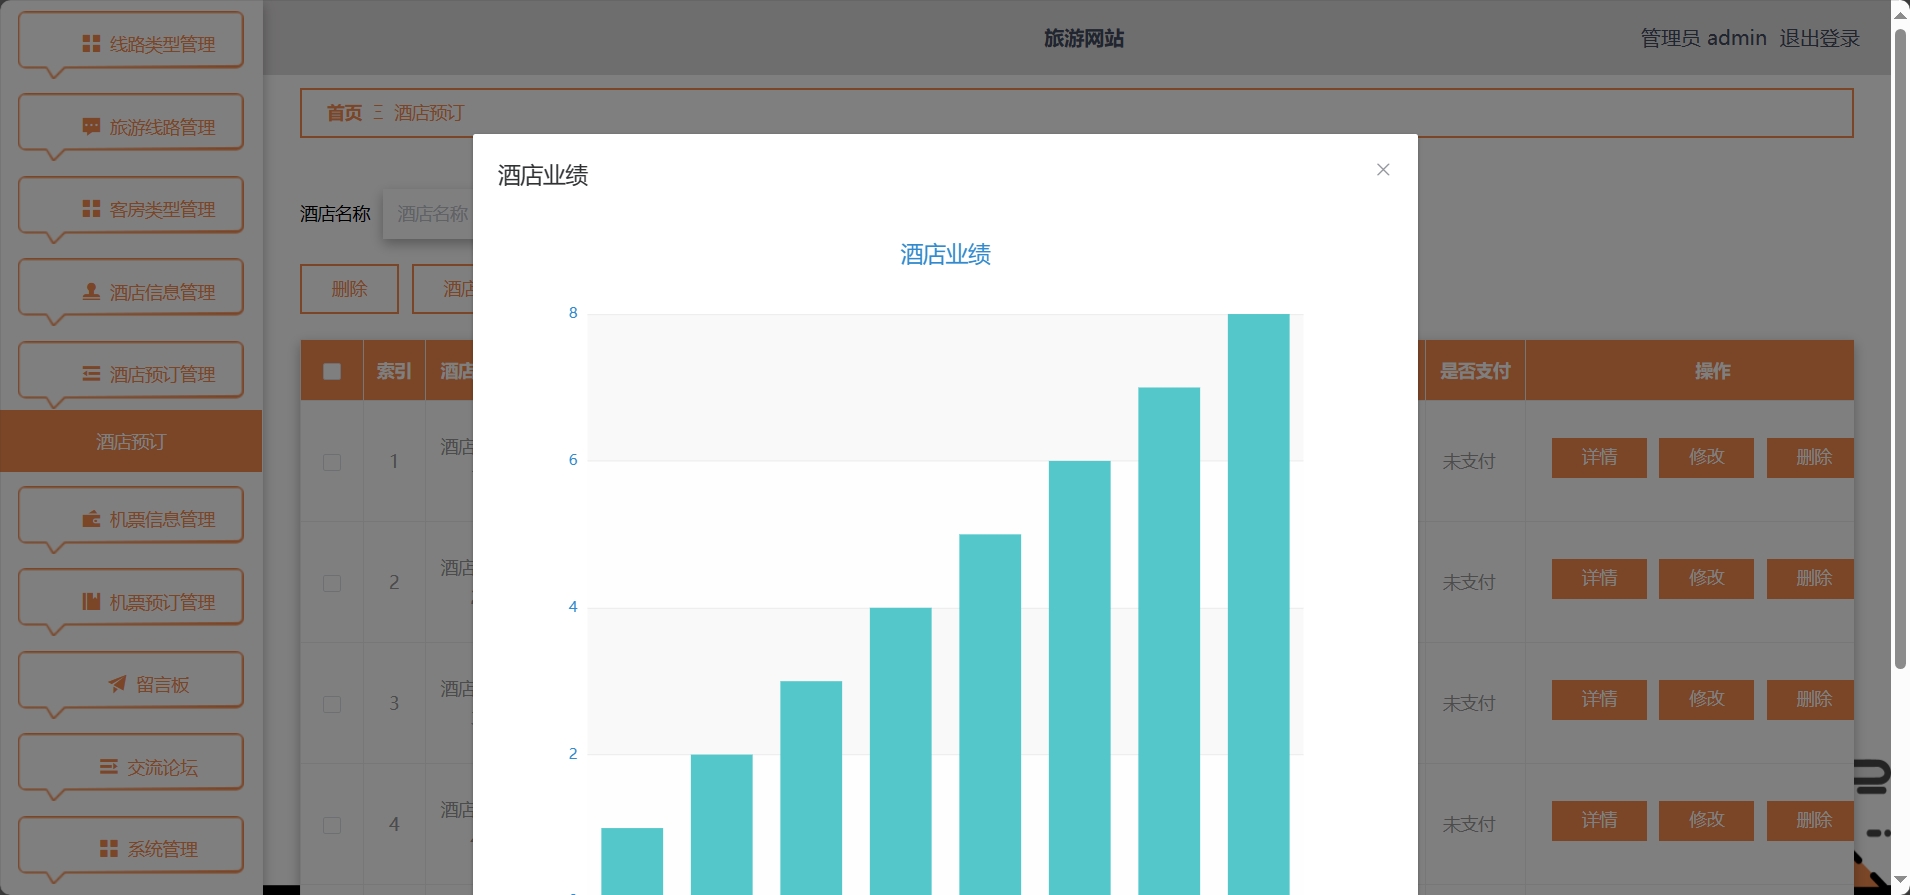 旅游网站
管理员 admin 退出登录
线路类型管理
旅游线路管理
客房类型管理
酒店信息管理
酒店预订管理
酒店预订
机票信息管理
机票预订管理
留言板
交流论坛
系统管理
首页 Ξ 酒店预订
酒店名称 酒店名称
删除 酒店
索引 酒店 是否支付 操作
1 酒店 未支付 详情 修改 删除
2 酒店 未支付 详情 修改 删除
3 酒店 未支付 详情 修改 删除
4 酒店 未支付 详情 修改 删除
酒店业绩
酒店业绩
8
6
4
2